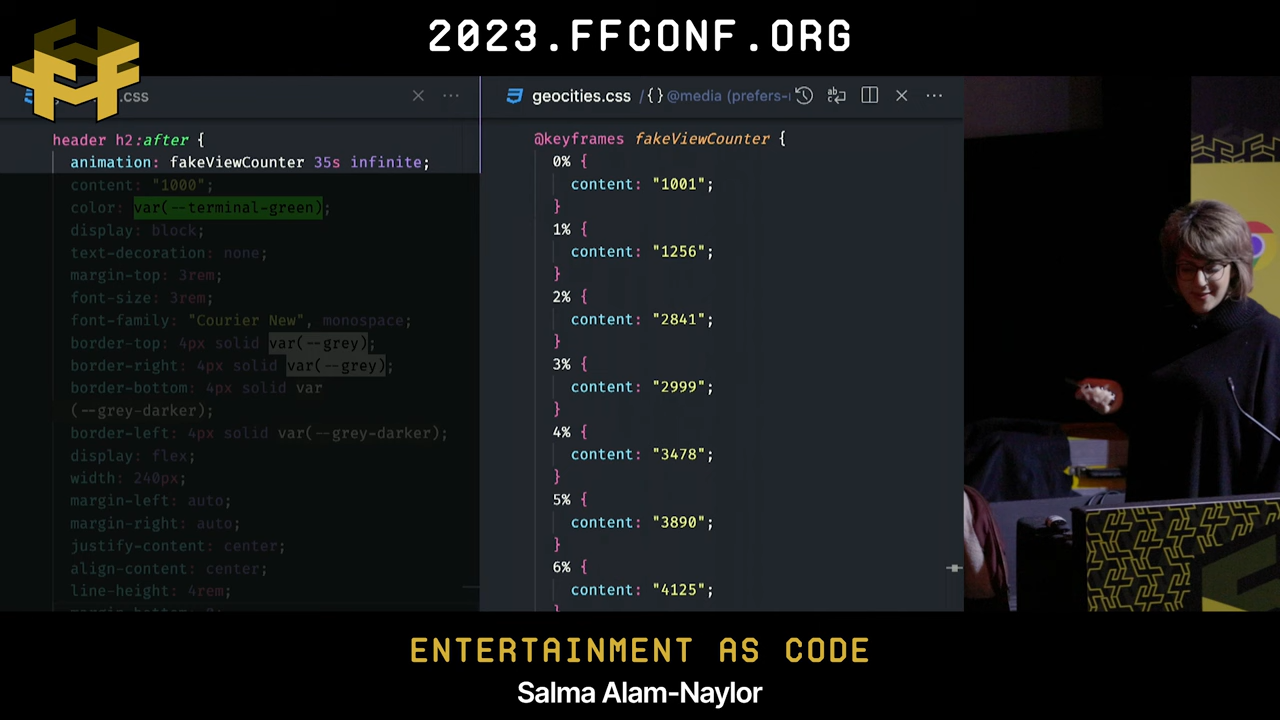 2023.FFCONF.ORG
.css
header h2:after {
animation: fakeViewCounter 35s infinite;
content: "1000";
color: var(--terminal-green);
display: block;
text-decoration: none;
margin-top: 3rem;
font-size: 3rem;
font-family: "Courier New", monospace;
border-top: 4px solid var(--grey);
border-right: 4px solid var(--grey);
border-bottom: 4px solid var
(--grey-darker);
border-left: 4px solid var(--grey-darker);
display: flex;
width: 240px;
margin-left: auto;
margin-right: auto;
justify-content: center;
align-content: center;
line-height: 4rem;
geocities.css / {} @media (prefers-
@keyframes fakeViewCounter {
0% {
content: "1001";
}
1% {
content: "1256";
}
2% {
content: "2841";
}
3% {
content: "2999";
}
4% {
content: "3478";
}
5% {
content: "3890";
}
6% {
content: "4125";
}
ENTERTAINMENT AS CODE
Salma Alam-Naylor